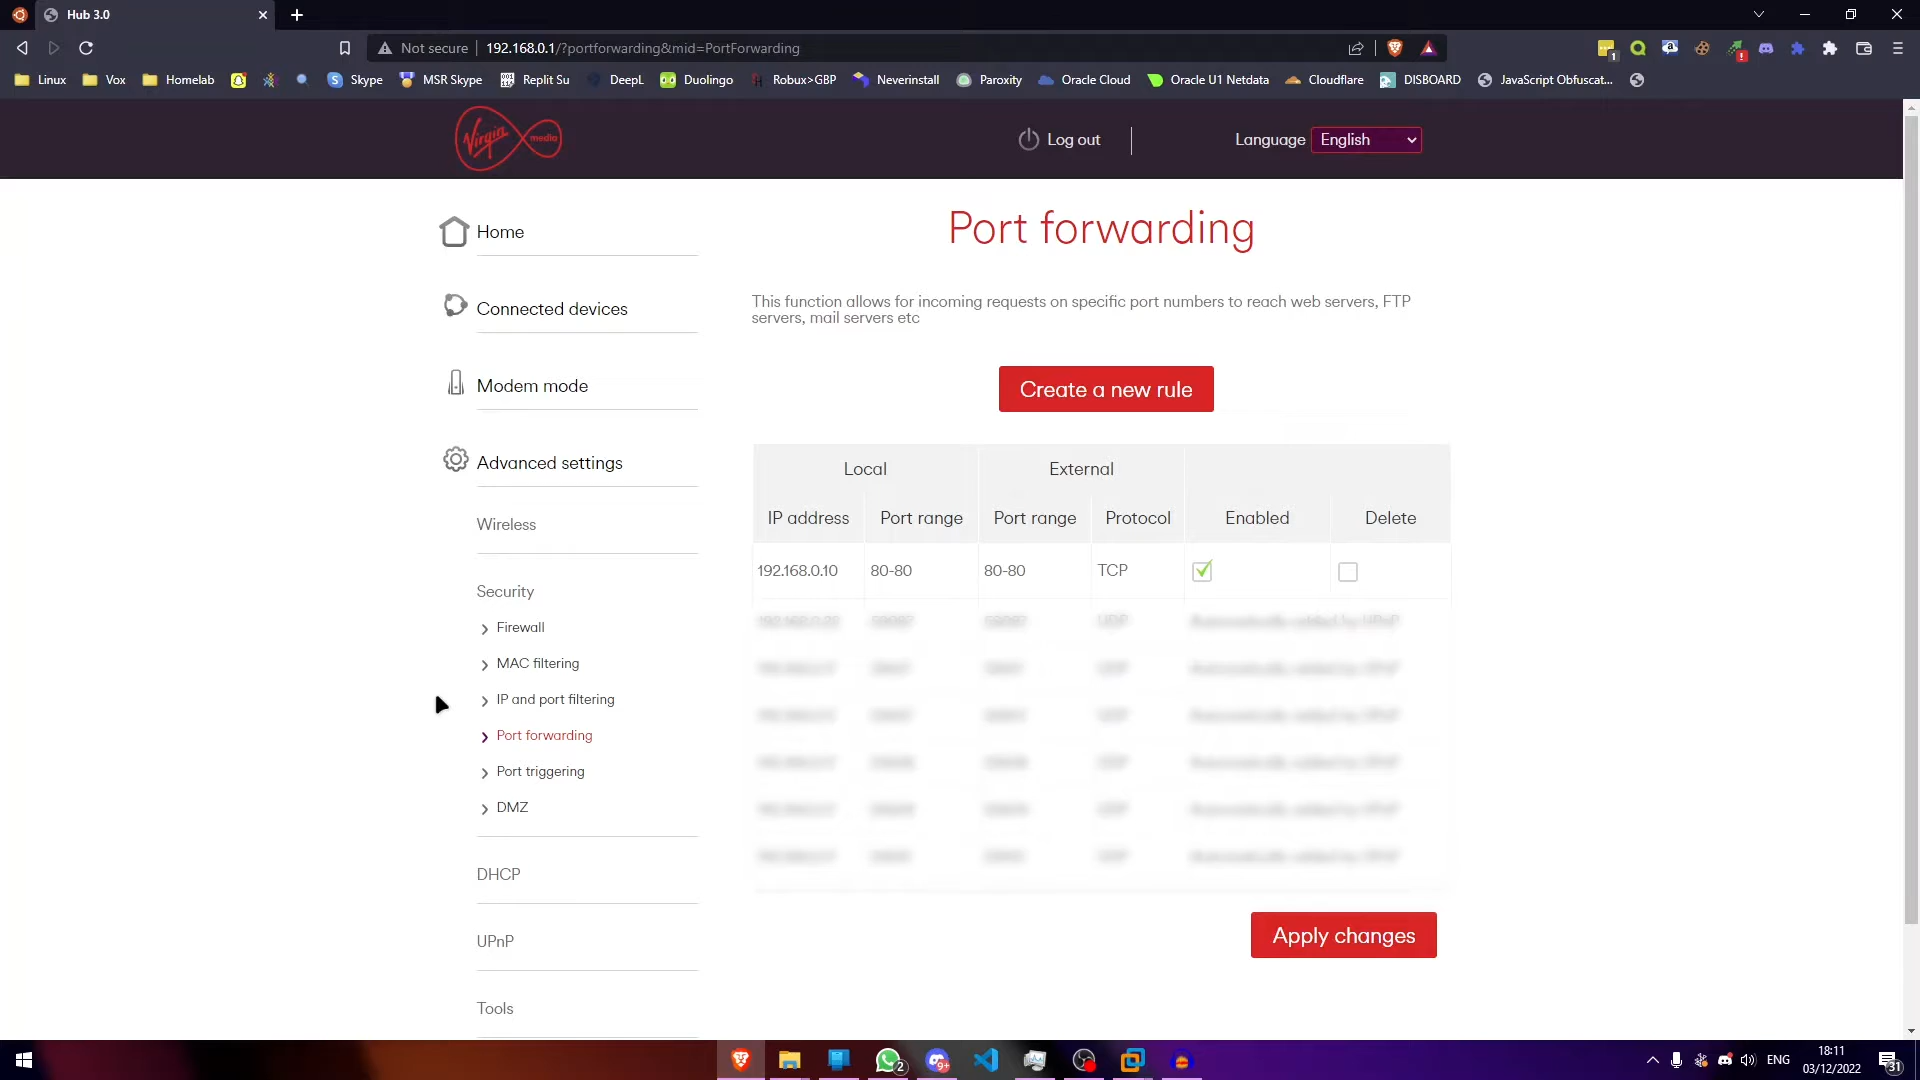 Hub 3.0
Not secure
192.168.0.1/?portforwarding&mid=PortForwarding
1
Linux
Vox
Homelab
Skype
MSR Skype
Replit Su
DeepL
Duolingo
Robux>GBP
Neverinstall
Paroxity
Oracle Cloud
Oracle U1 Netdata
Cloudflare
DISBOARD
JavaScript Obfuscat...
Virgin media
Log out
Language
English
Home
Connected devices
Modem mode
Advanced settings
Wireless
Security
Firewall
MAC filtering
IP and port filtering
Port forwarding
Port triggering
DMZ
DHCP
UPnP
Tools
Port forwarding
This function allows for incoming requests on specific port numbers to reach web servers, FTP
servers, mail servers etc
Create a new rule
Local External
IP address Port range Port range Protocol Enabled Delete
192.168.0.10 80-80 80-80 TCP
Apply changes
2
9+
ENG
18:11
03/12/2022
31